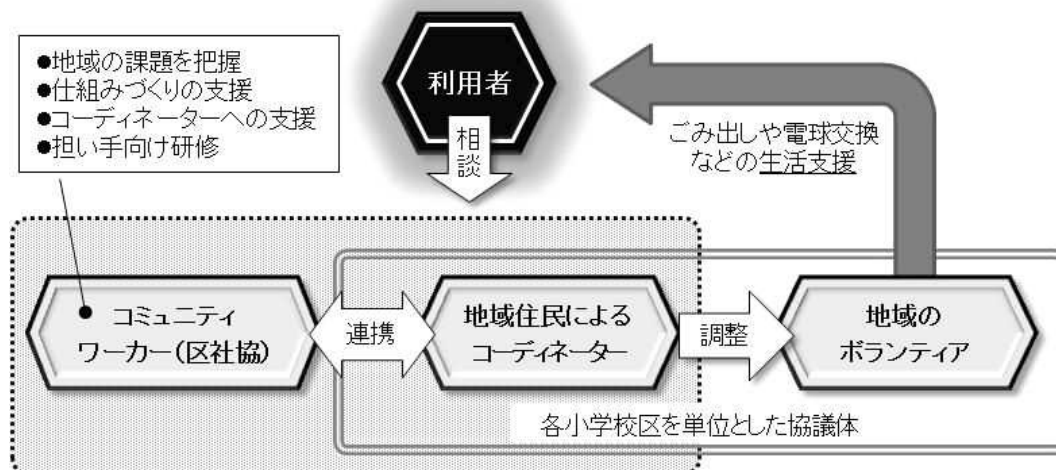 ●地域の課題を把握
●仕組みづくりの支援
●コーディネーターへの支援
●担い手向け研修
利用者
相談
ごみ出しや電球交換
などの生活支援
コミュニティ
ワーカー(区社協)
連携
地域住民による
コーディネーター
調整
地域の
ボランティア
各小学校区を単位とした協議体